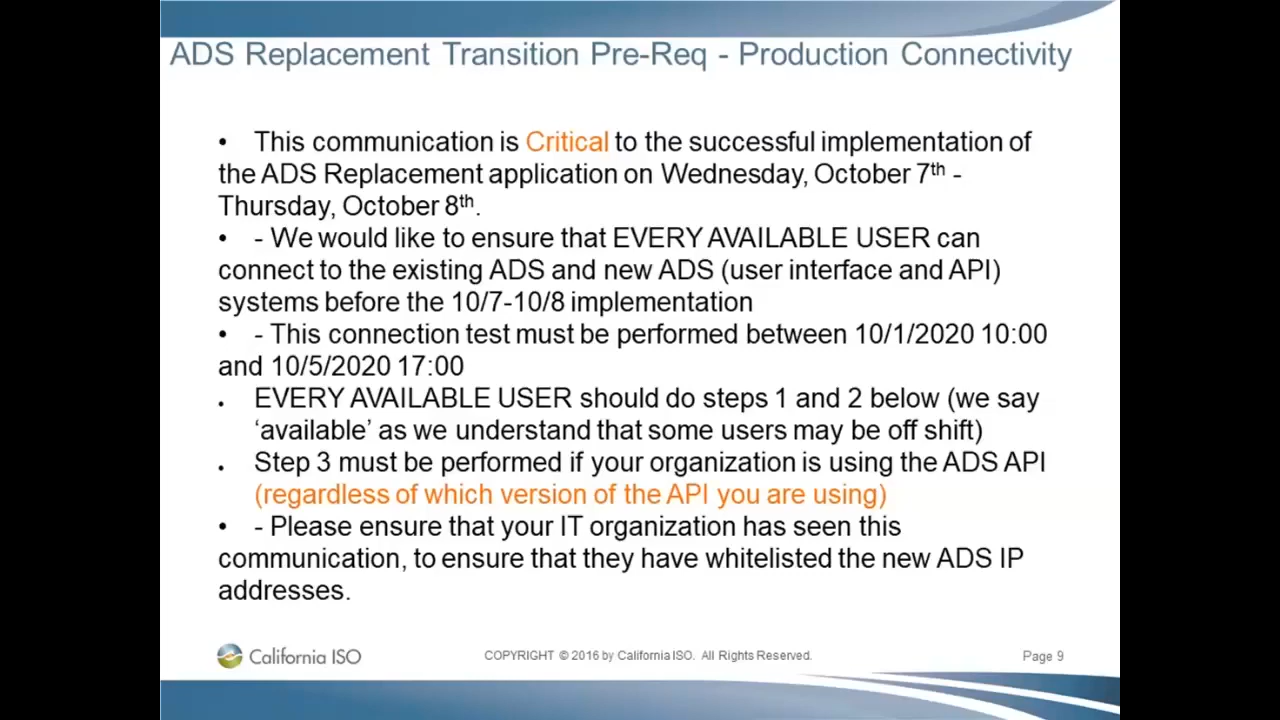 ADS Replacement Transition Pre-Req - Production Connectivity
• This communication is Critical to the successful implementation of
the ADS Replacement application on Wednesday, October 7th -
Thursday, October 8th.
• - We would like to ensure that EVERY AVAILABLE USER can
connect to the existing ADS and new ADS (user interface and API)
systems before the 10/7-10/8 implementation
• - This connection test must be performed between 10/1/2020 10:00
and 10/5/2020 17:00
• EVERY AVAILABLE USER should do steps 1 and 2 below (we say
‘available’ as we understand that some users may be off shift)
• Step 3 must be performed if your organization is using the ADS API
(regardless of which version of the API you are using)
• - Please ensure that your IT organization has seen this
communication, to ensure that they have whitelisted the new ADS IP
addresses.
California ISO
COPYRIGHT © 2016 by California ISO. All Rights Reserved.
Page 9